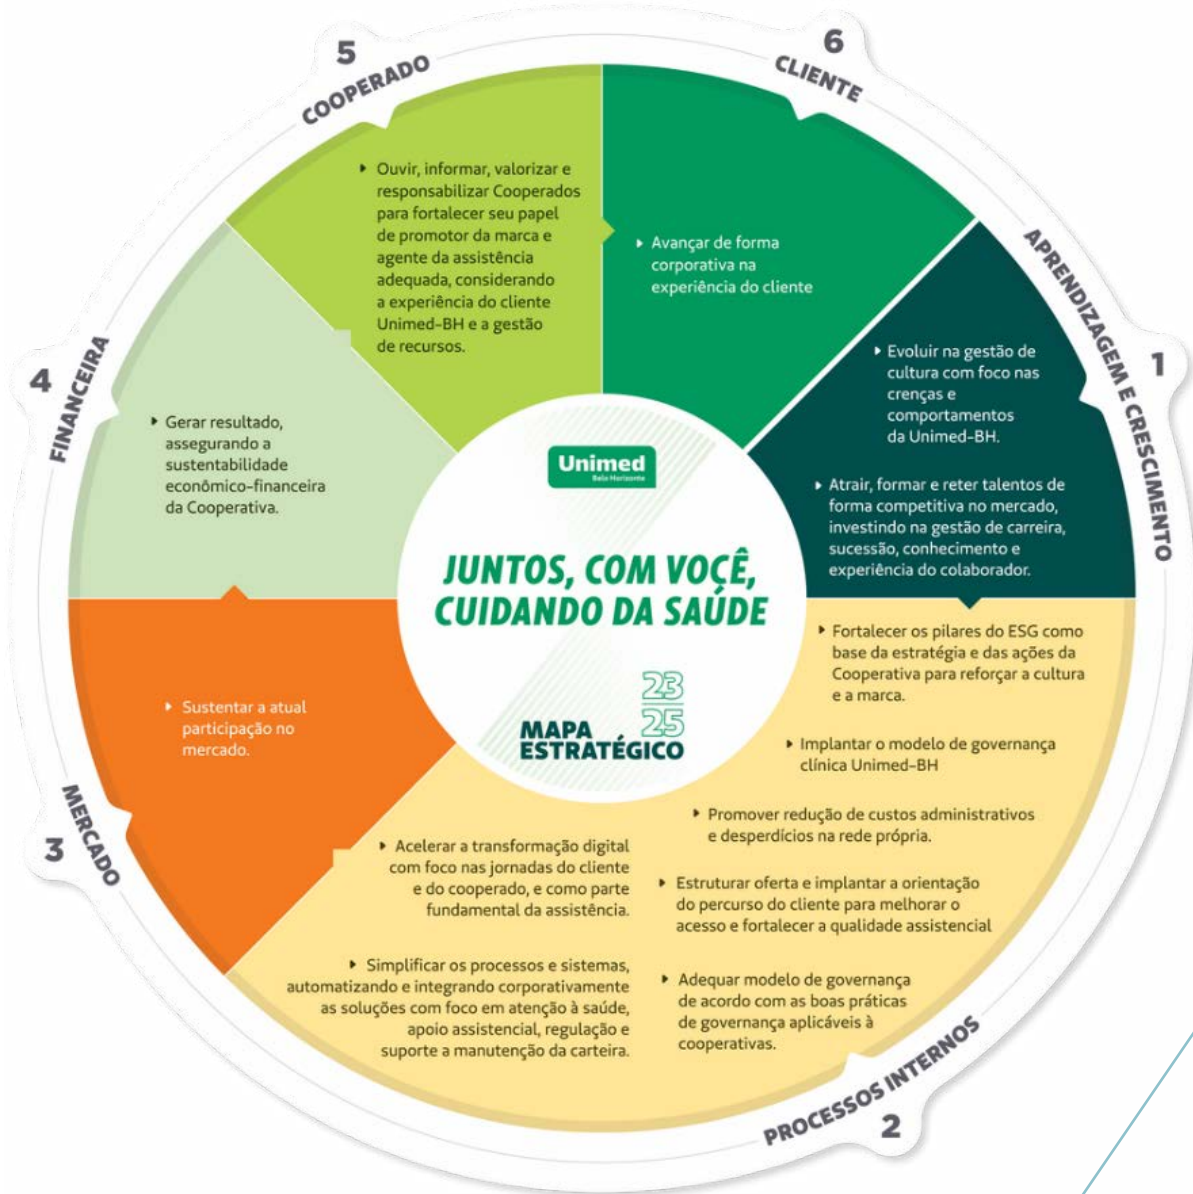 Unimed
Belo Horizonte
JUNTOS, COM VOCÊ,
CUIDANDO DA SAÚDE
23
25
MAPA
ESTRATÉGICO
1
APRENDIZAGEM E CRESCIMENTO
Evoluir na gestão de
cultura com foco nas
crenças e
comportamentos
da Unimed-BH.
Atrair, formar e reter talentos de
forma competitiva no mercado,
investindo na gestão de carreira,
sucessão, conhecimento e
experiência do colaborador.
2
PROCESSOS INTERNOS
Fortalecer os pilares do ESG como
base da estratégia e das ações da
Cooperativa para reforçar a cultura
e a marca.
Implantar o modelo de governança
clínica Unimed-BH
Promover redução de custos administrativos
e desperdícios na rede própria.
Estruturar oferta e implantar a orientação
do percurso do cliente para melhorar o
acesso e fortalecer a qualidade assistencial
Adequar modelo de governança
de acordo com as boas práticas
de governança aplicáveis à
cooperativas.
Acelerar a transformação digital
com foco nas jornadas do cliente
e do cooperado, e como parte
fundamental da assistência.
Simplificar os processos e sistemas,
automatizando e integrando corporativamente
as soluções com foco em atenção à saúde,
apoio assistencial, regulação e
suporte a manutenção da carteira.
3
MERCADO
Sustentar a atual
participação no
mercado.
4
FINANCEIRA
Gerar resultado,
assegurando a
sustentabilidade
econômico-financeira
da Cooperativa.
5
COOPERADO
Ouvir, informar, valorizar e
responsabilizar Cooperados
para fortalecer seu papel
de promotor da marca e
agente da assistência
adequada, considerando
a experiência do cliente
Unimed-BH e a gestão
de recursos.
6
CLIENTE
Avançar de forma
corporativa na
experiência do cliente